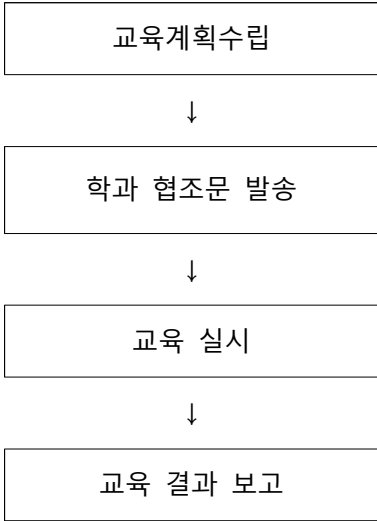 교육계획수립
↓
학과 협조문 발송
↓
교육 실시
↓
교육 결과 보고